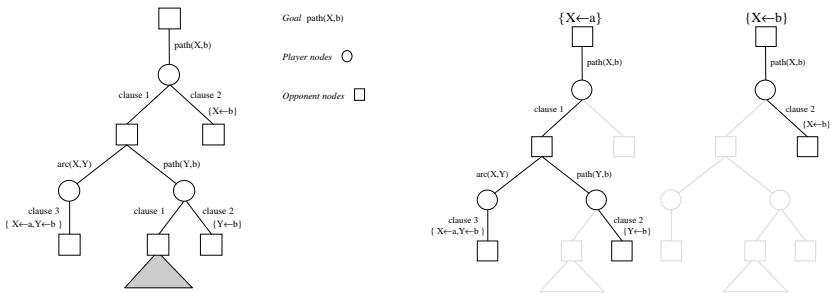 Goal path(X,b)
path(X,b)
Player nodes
clause 1
clause 2
{X←b}
Opponent nodes
arc(X,Y)
path(Y,b)
clause 3
{ X←a,Y←b }
clause 1
clause 2
{Y←b}
{X←a}
path(X,b)
clause 1
arc(X,Y)
path(Y,b)
clause 3
{ X←a,Y←b }
clause 2
{Y←b}
{X←b}
path(X,b)
clause 2
{X←b}